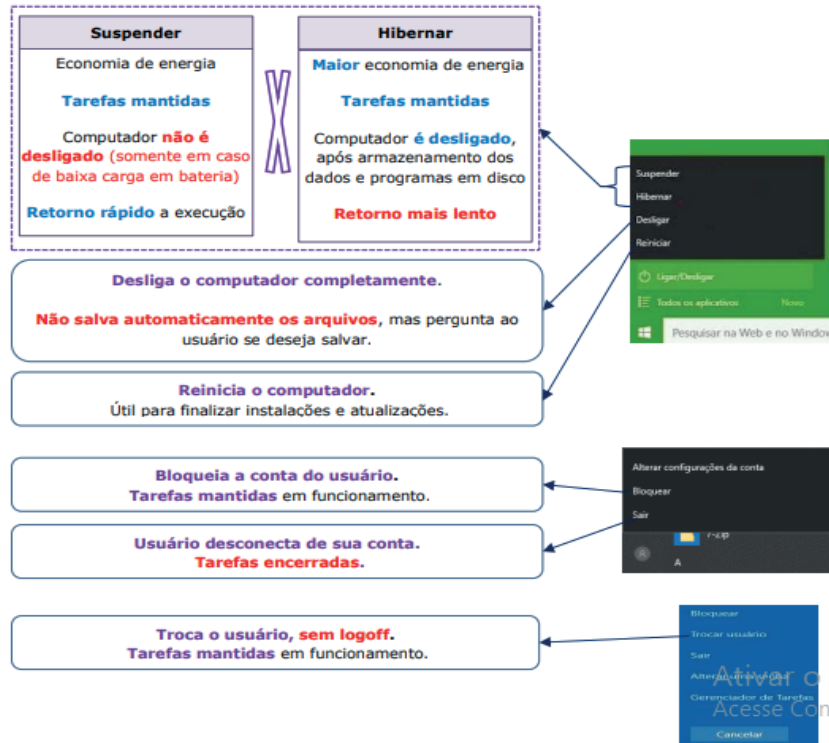 Suspender
Economia de energia
Tarefas mantidas
Computador não é
desligado (somente em caso
de baixa carga em bateria)
Retorno rápido a execução
Hibernar
Maior economia de energia
Tarefas mantidas
Computador é desligado,
após armazenamento dos
dados e programas em disco
Retorno mais lento
Suspender
Hibernar
Desligar
Reiniciar
Ligar/Desligar
Todos os aplicativos Novo
Pesquisar na Web e no Window
Desliga o computador completamente.
Não salva automaticamente os arquivos, mas pergunta ao
usuário se deseja salvar.
Reinicia o computador.
Útil para finalizar instalações e atualizações.
Bloqueia a conta do usuário.
Tarefas mantidas em funcionamento.
Usuário desconecta de sua conta.
Tarefas encerradas.
Alterar configurações da conta
Bloquear
Sair
7-Zip
A
Troca o usuário, sem logoff.
Tarefas mantidas em funcionamento.
Bloquear
Trocar usuário
Sair
Alterar uma senha
Gerenciador de Tarefas
Cancelar
Ativar o
Acesse Con